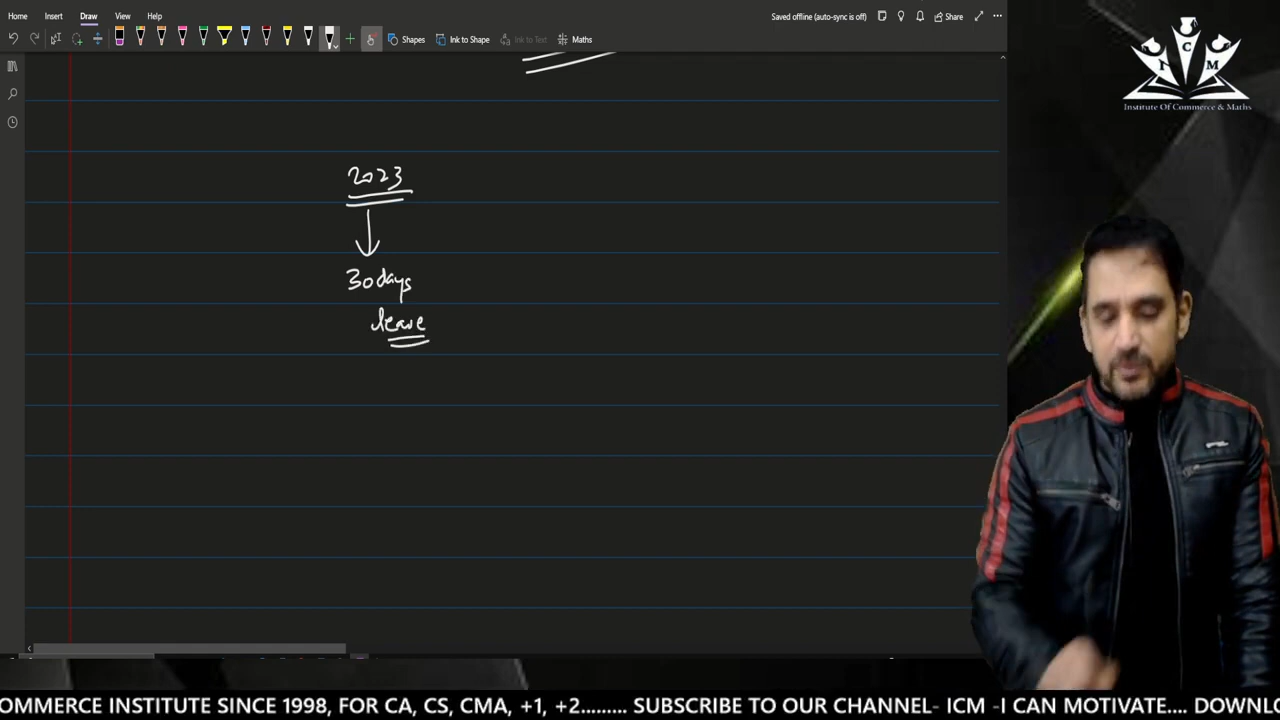 Home Insert Draw View Help
Saved offline (auto-sync is off) Share
Shapes Ink to Shape Ink to Text Maths
I C M
Institute Of Commerce & Maths
2023
30 days
leave
OMMERCE INSTITUTE SINCE 1998, FOR CA, CS, CMA, +1, +2......... SUBSCRIBE TO OUR CHANNEL- ICM -I CAN MOTIVATE.... DOWNLO